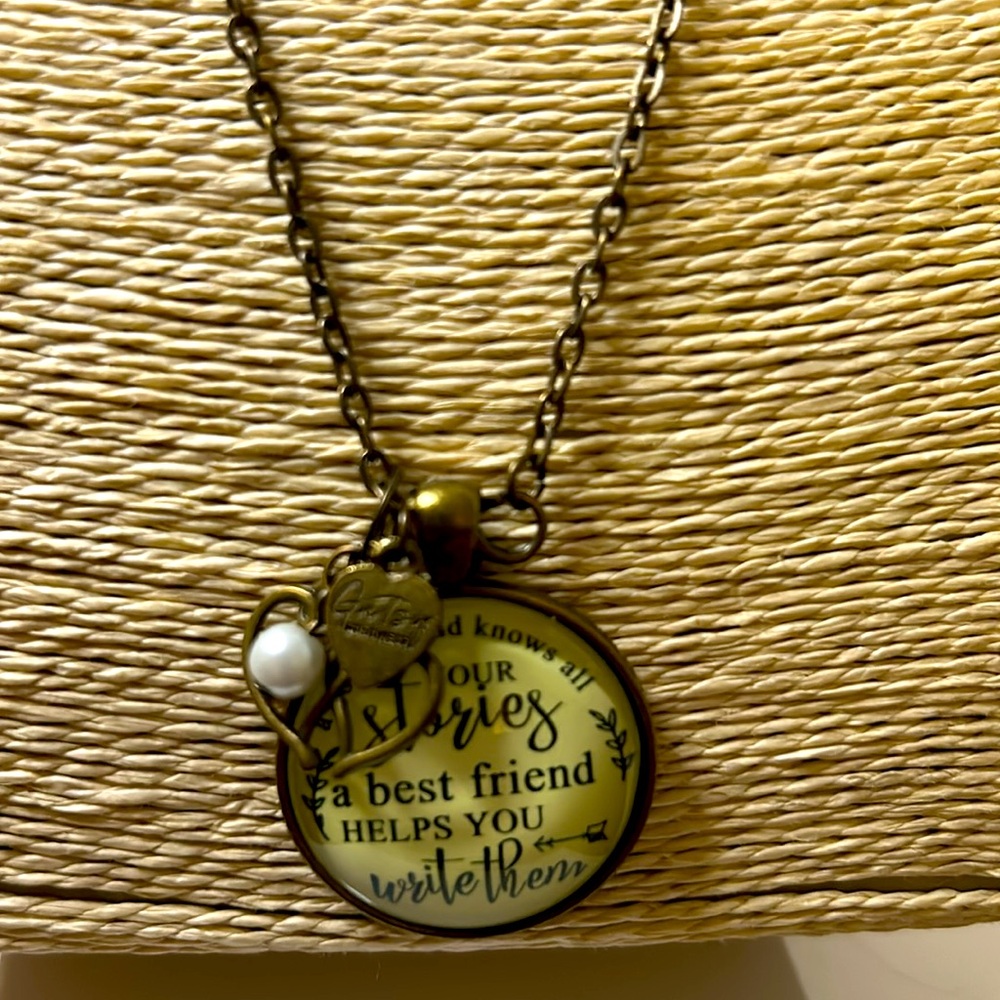 knows all
OUR
stories
a best friend
HELPS YOU
write them